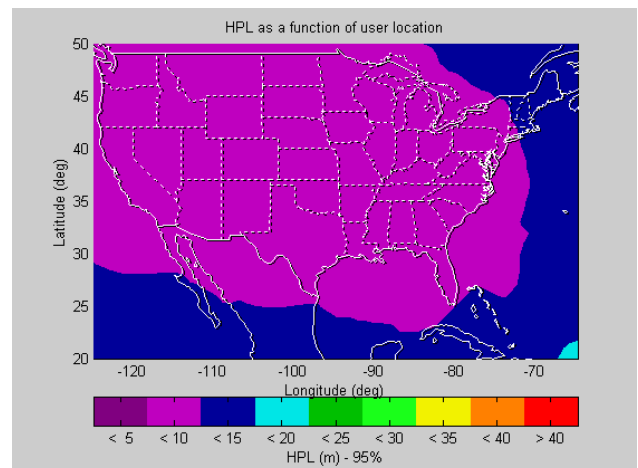 HPL as a function of user location
50
45
40
35
30
25
20
Latitude (deg)
-120 -110 -100 -90 -80 -70
Longitude (deg)
< 5 < 10 < 15 < 20 < 25 < 30 < 35 < 40 > 40
HPL (m) - 95%